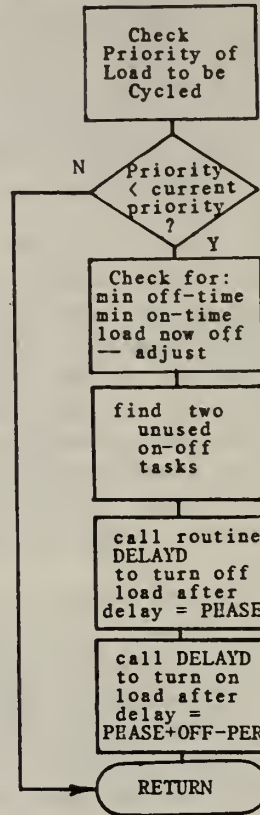 Check
Priority of
Load to be
Cycled
N
Priority
< current
priority
?
Y
Check for:
min off-time
min on-time
load now off
-- adjust
find two
unused
on-off
tasks
call routine
DELAYD
to turn off
load after
delay = PHASE
call DELAYD
to turn on
load after
delay =
PHASE+OFF-PER
RETURN